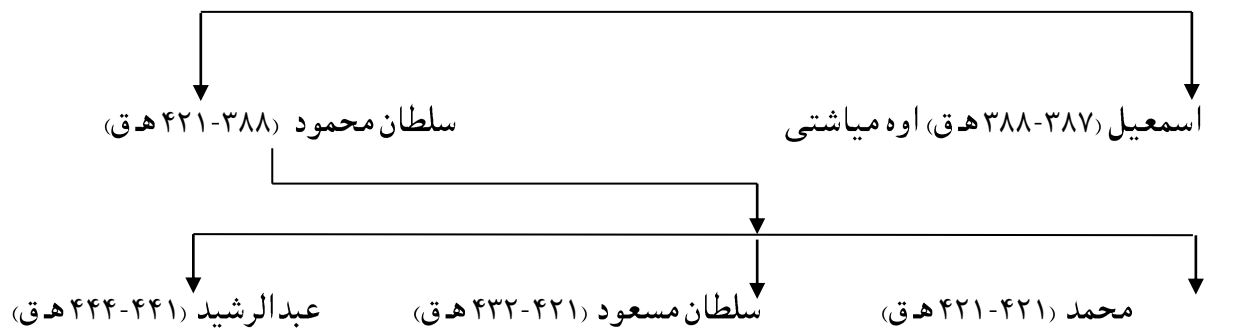 اسمعیل (۳۸۷-۳۸۸ هـ ق) اوه میاشتی سلطان محمود (۳۸۸-۴۲۱ هـ ق)
محمد (۴۲۱-۴۲۱ هـ ق) سلطان مسعود (۴۲۱-۴۳۲ هـ ق) عبدالرشید (۴۴۱-۴۴۴ هـ ق)